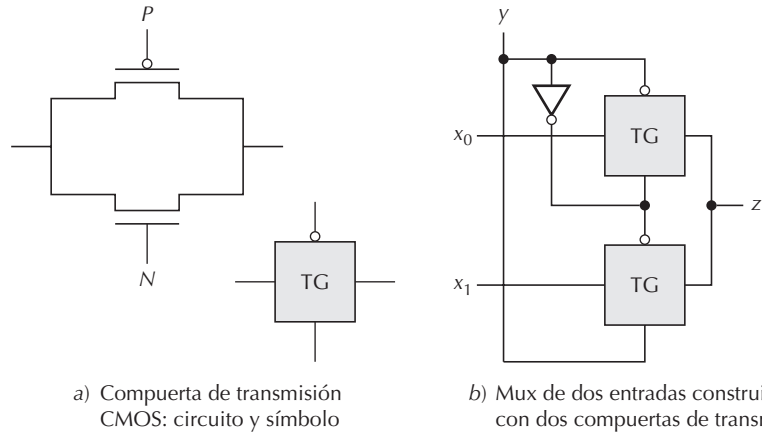 P
N
TG
a) Compuerta de transmisión
CMOS: circuito y símbolo
y
x0
TG
z
x1
TG
b) Mux de dos entradas
con dos compuertas de